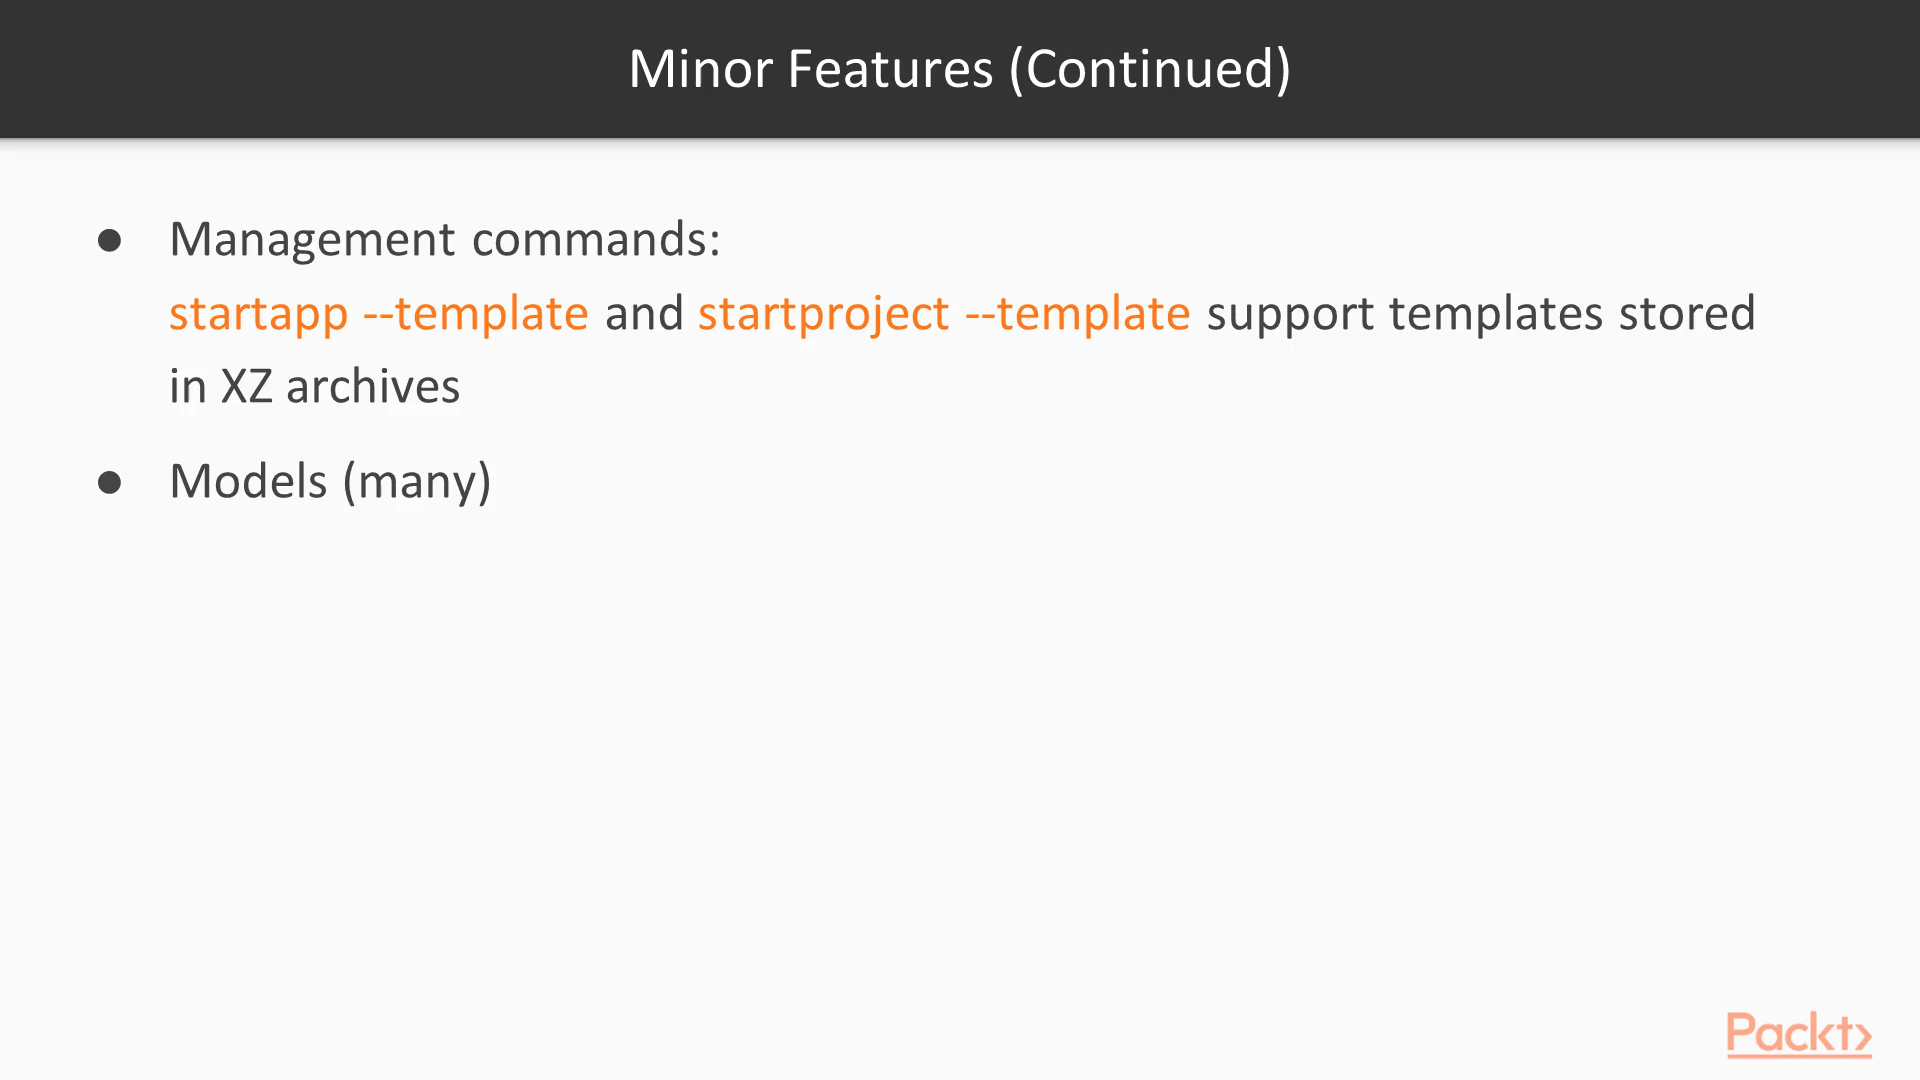 Minor Features (Continued)
● Management commands:
startapp --template and startproject --template support templates stored
in XZ archives
● Models (many)
Packt>